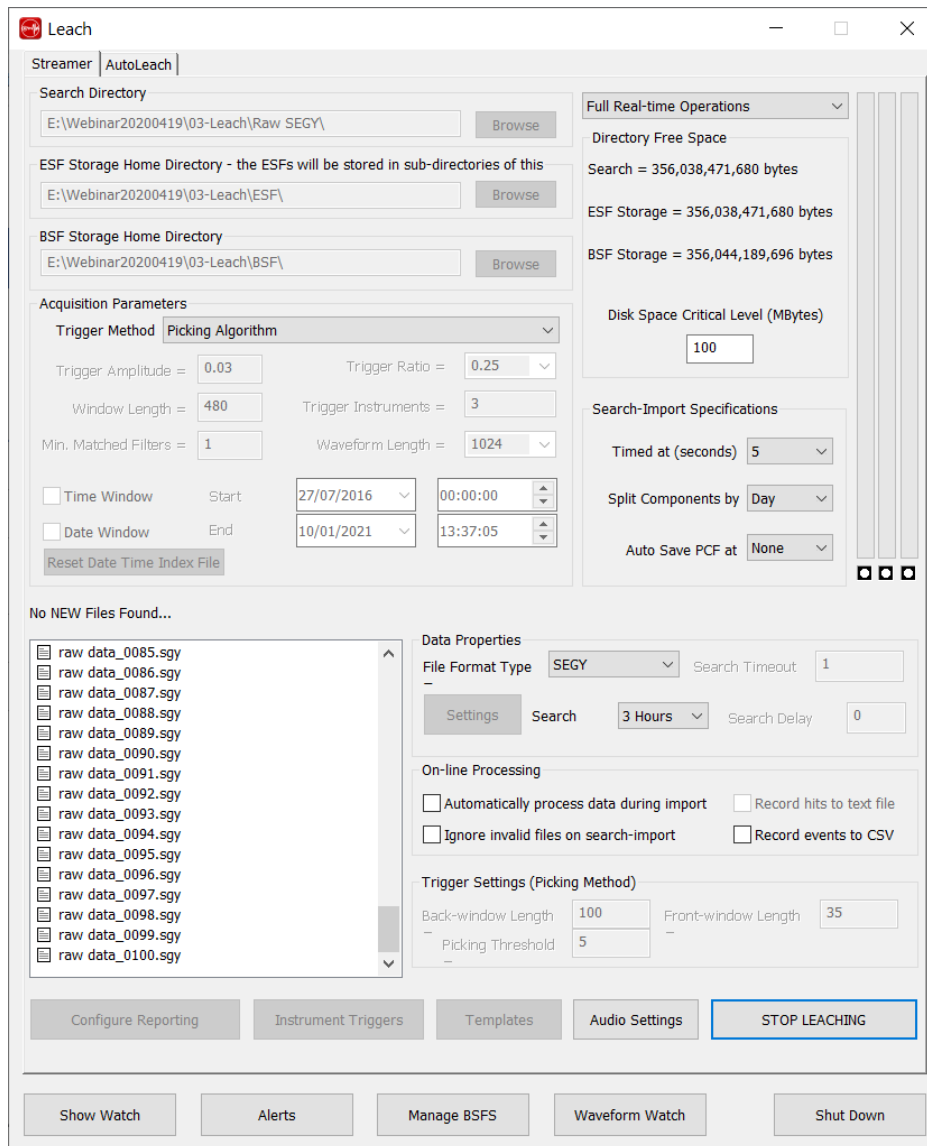 Leach
Streamer AutoLeach
Search Directory
E:\Webinar20200419\03-Leach\Raw SEGY\ Browse
ESF Storage Home Directory - the ESFs will be stored in sub-directories of this
E:\Webinar20200419\03-Leach\ESF\ Browse
BSF Storage Home Directory
E:\Webinar20200419\03-Leach\BSF\ Browse
Full Real-time Operations
Directory Free Space
Search = 356,038,471,680 bytes
ESF Storage = 356,038,471,680 bytes
BSF Storage = 356,044,189,696 bytes
Disk Space Critical Level (MBytes)
100
Acquisition Parameters
Trigger Method Picking Algorithm
Trigger Amplitude = 0.03 Trigger Ratio = 0.25
Window Length = 480 Trigger Instruments = 3
Min. Matched Filters = 1 Waveform Length = 1024
Time Window Start 27/07/2016 00:00:00
Date Window End 10/01/2021 13:37:05
Reset Date Time Index File
Search-Import Specifications
Timed at (seconds) 5
Split Components by Day
Auto Save PCF at None
No NEW Files Found...
raw data_0085.sgy
raw data_0086.sgy
raw data_0087.sgy
raw data_0088.sgy
raw data_0089.sgy
raw data_0090.sgy
raw data_0091.sgy
raw data_0092.sgy
raw data_0093.sgy
raw data_0094.sgy
raw data_0095.sgy
raw data_0096.sgy
raw data_0097.sgy
raw data_0098.sgy
raw data_0099.sgy
raw data_0100.sgy
Data Properties
File Format Type SEGY Search Timeout 1
Settings Search 3 Hours Search Delay 0
On-line Processing
Automatically process data during import Record hits to text file
Ignore invalid files on search-import Record events to CSV
Trigger Settings (Picking Method)
Back-window Length 100 Front-window Length 35
Picking Threshold 5
Configure Reporting Instrument Triggers Templates Audio Settings STOP LEACHING
Show Watch Alerts Manage BSFS Waveform Watch Shut Down